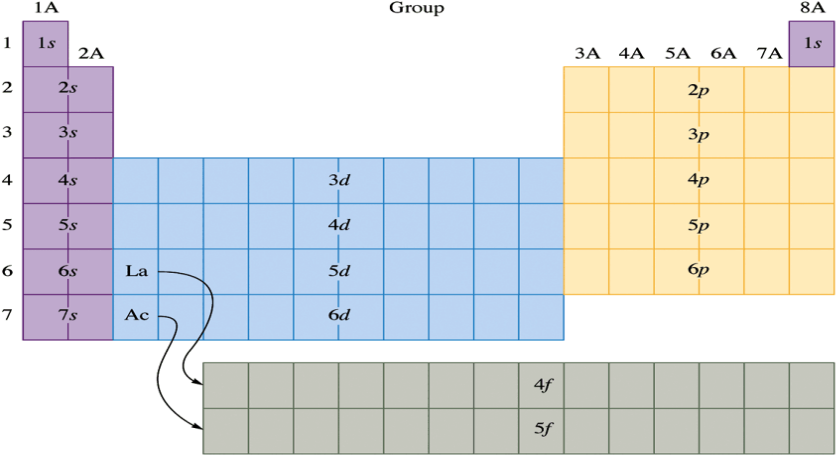 1A Group 8A
1 1s 2A 3A 4A 5A 6A 7A 1s
2 2s 2p
3 3s 3p
4 4s 3d 4p
5 5s 4d 5p
6 6s La 5d 6p
7 7s Ac 6d
4f
5f